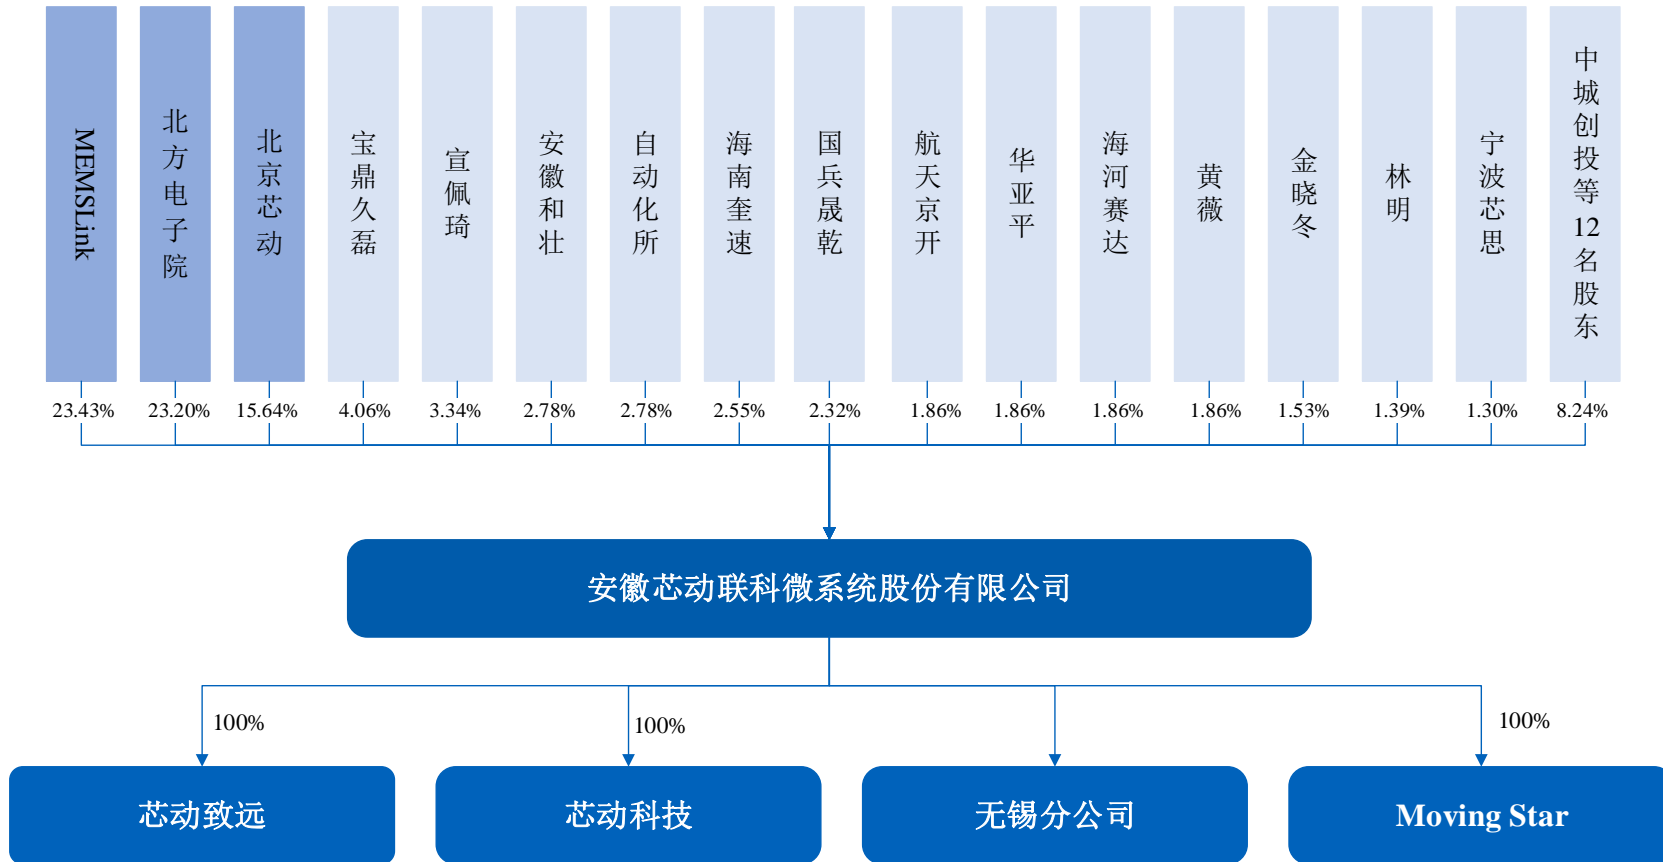 MEMSLink
北方电子院
北京芯动
宝鼎久磊
宣佩琦
安徽和壮
自动化所
海南奎速
国兵晟乾
航天京开
华亚平
海河赛达
黄薇
金晓冬
林明
宁波芯思
中城创投等12名股东
23.43%
23.20%
15.64%
4.06%
3.34%
2.78%
2.78%
2.55%
2.32%
1.86%
1.86%
1.86%
1.86%
1.53%
1.39%
1.30%
8.24%
安徽芯动联科微系统股份有限公司
100%
100%
100%
芯动致远
芯动科技
无锡分公司
Moving Star